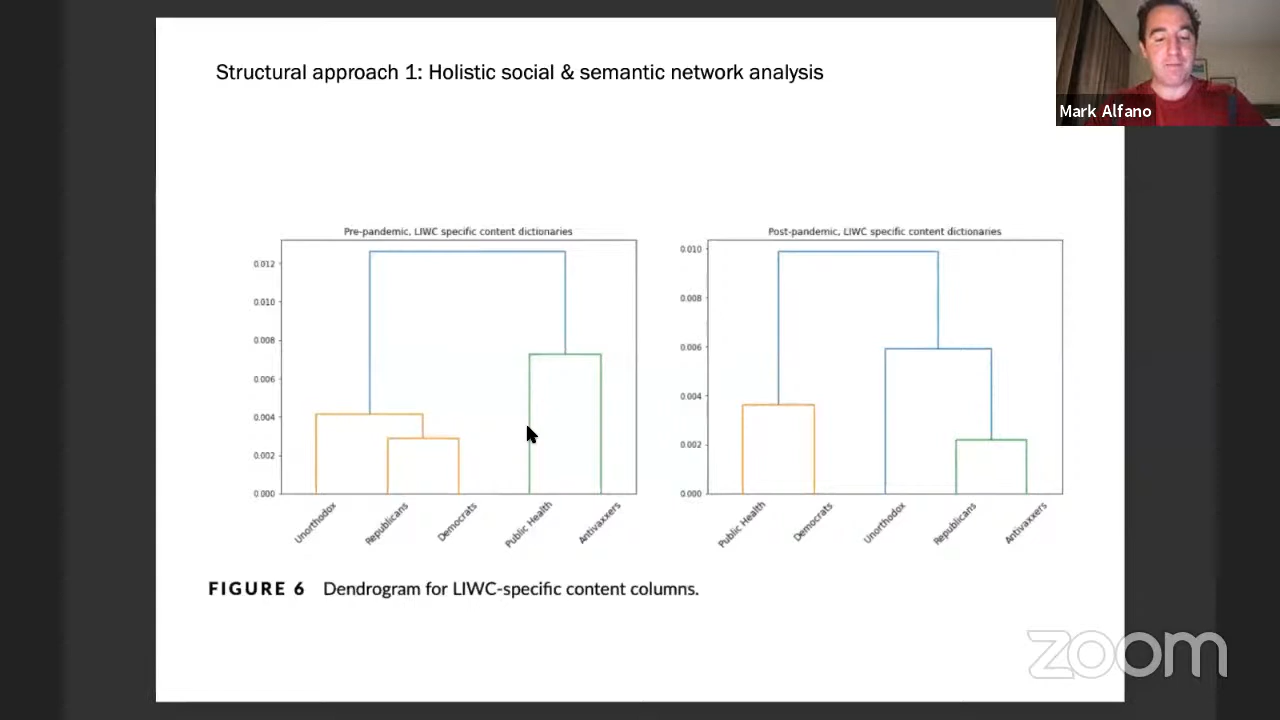 Structural approach 1: Holistic social & semantic network analysis
Mark Alfano
Pre-pandemic, LIWC specific content dictionaries
0.012
0.010
0.008
0.006
0.004
0.002
0.000
Unorthodox
Republicans
Democrats
Public Health
Antivaxxers
Post-pandemic, LIWC specific content dictionaries
0.010
0.008
0.006
0.004
0.002
0.000
Public Health
Democrats
Unorthodox
Republicans
Antivaxxers
FIGURE 6 Dendrogram for LIWC-specific content columns.
zoom